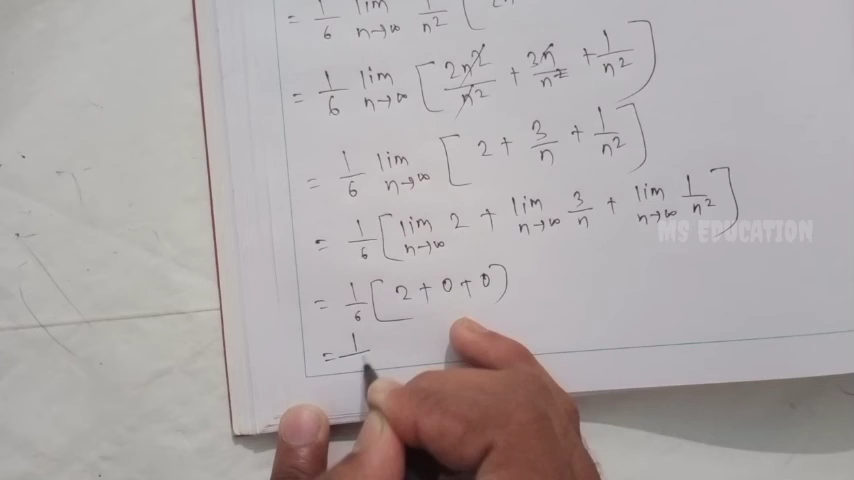 = 1/6 lim n→∞ 1/n² [ 2n
= 1/6 lim n→∞ [ 2n²/n² + 3n/n² + 1/n² ]
= 1/6 lim n→∞ [ 2 + 3/n + 1/n² ]
= 1/6 [ lim n→∞ 2 + lim n→∞ 3/n + lim n→∞ 1/n² ]
MS EDUCATION
= 1/6 [ 2 + 0 + 0 ]
= 1/